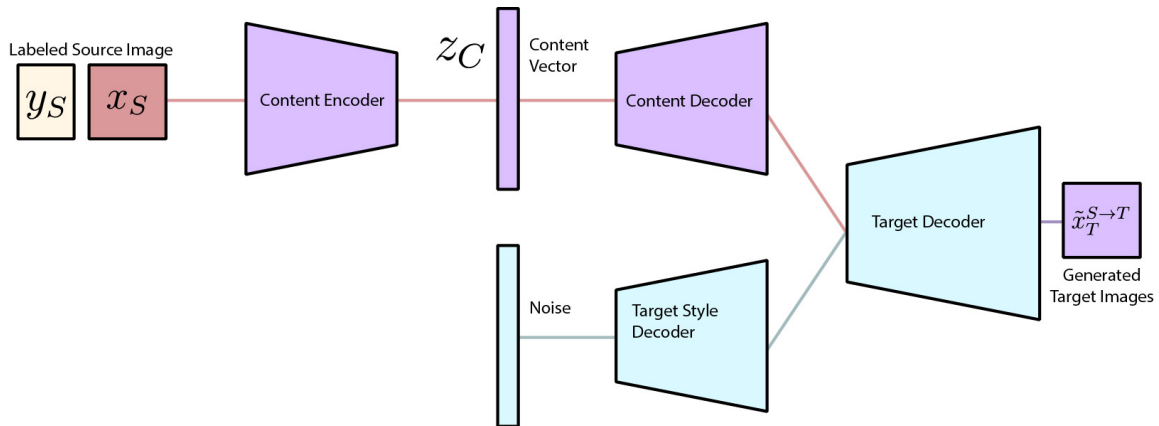 Labeled Source Image
y_S
x_S
Content Encoder
z_C
Content
Vector
Content Decoder
Target Decoder
x̃_T^{S→T}
Generated
Target Images
Noise
Target Style
Decoder